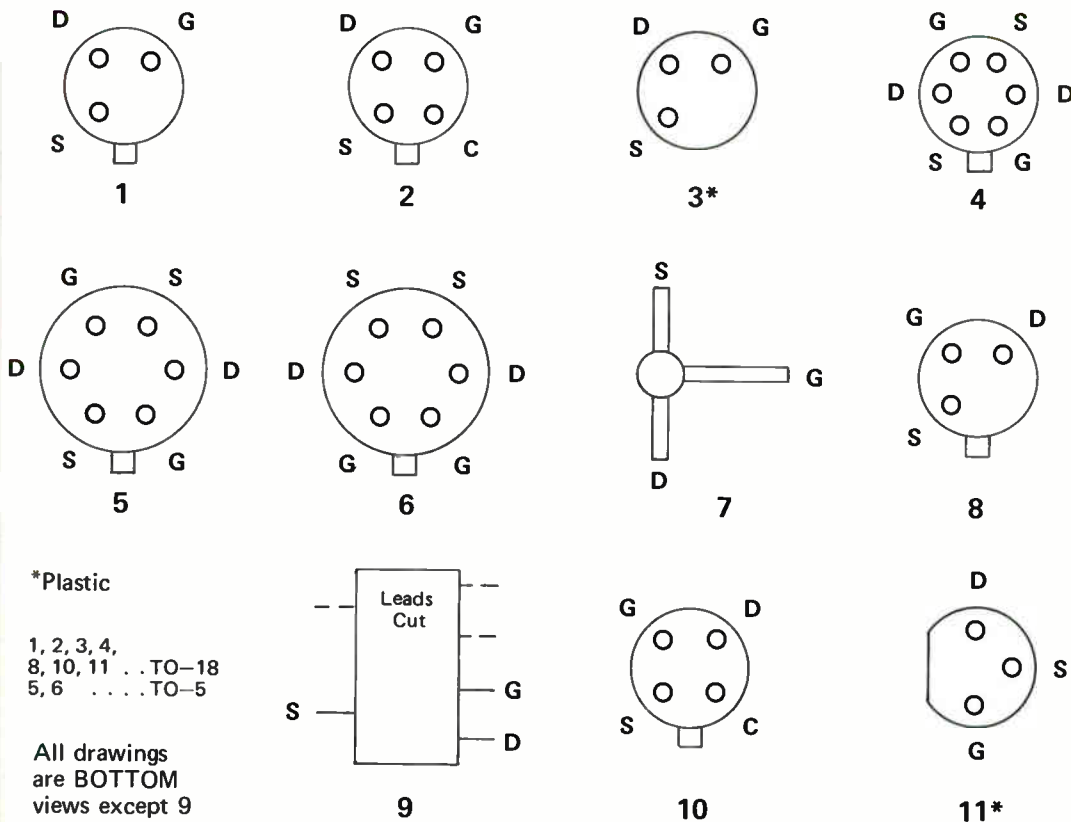 D G
S
1
D G
S C
2
D G
S
3*
G S
D D
S G
4
G S
D D
S G
5
S S
D D
G G
6
S
G
D
7
G D
S
8
*Plastic
1, 2, 3, 4,
8, 10, 11 . . TO–18
5, 6 . . . . TO–5
All drawings
are BOTTOM
views except 9
Leads
Cut
G
S
D
9
G D
S C
10
D
S
G
11*